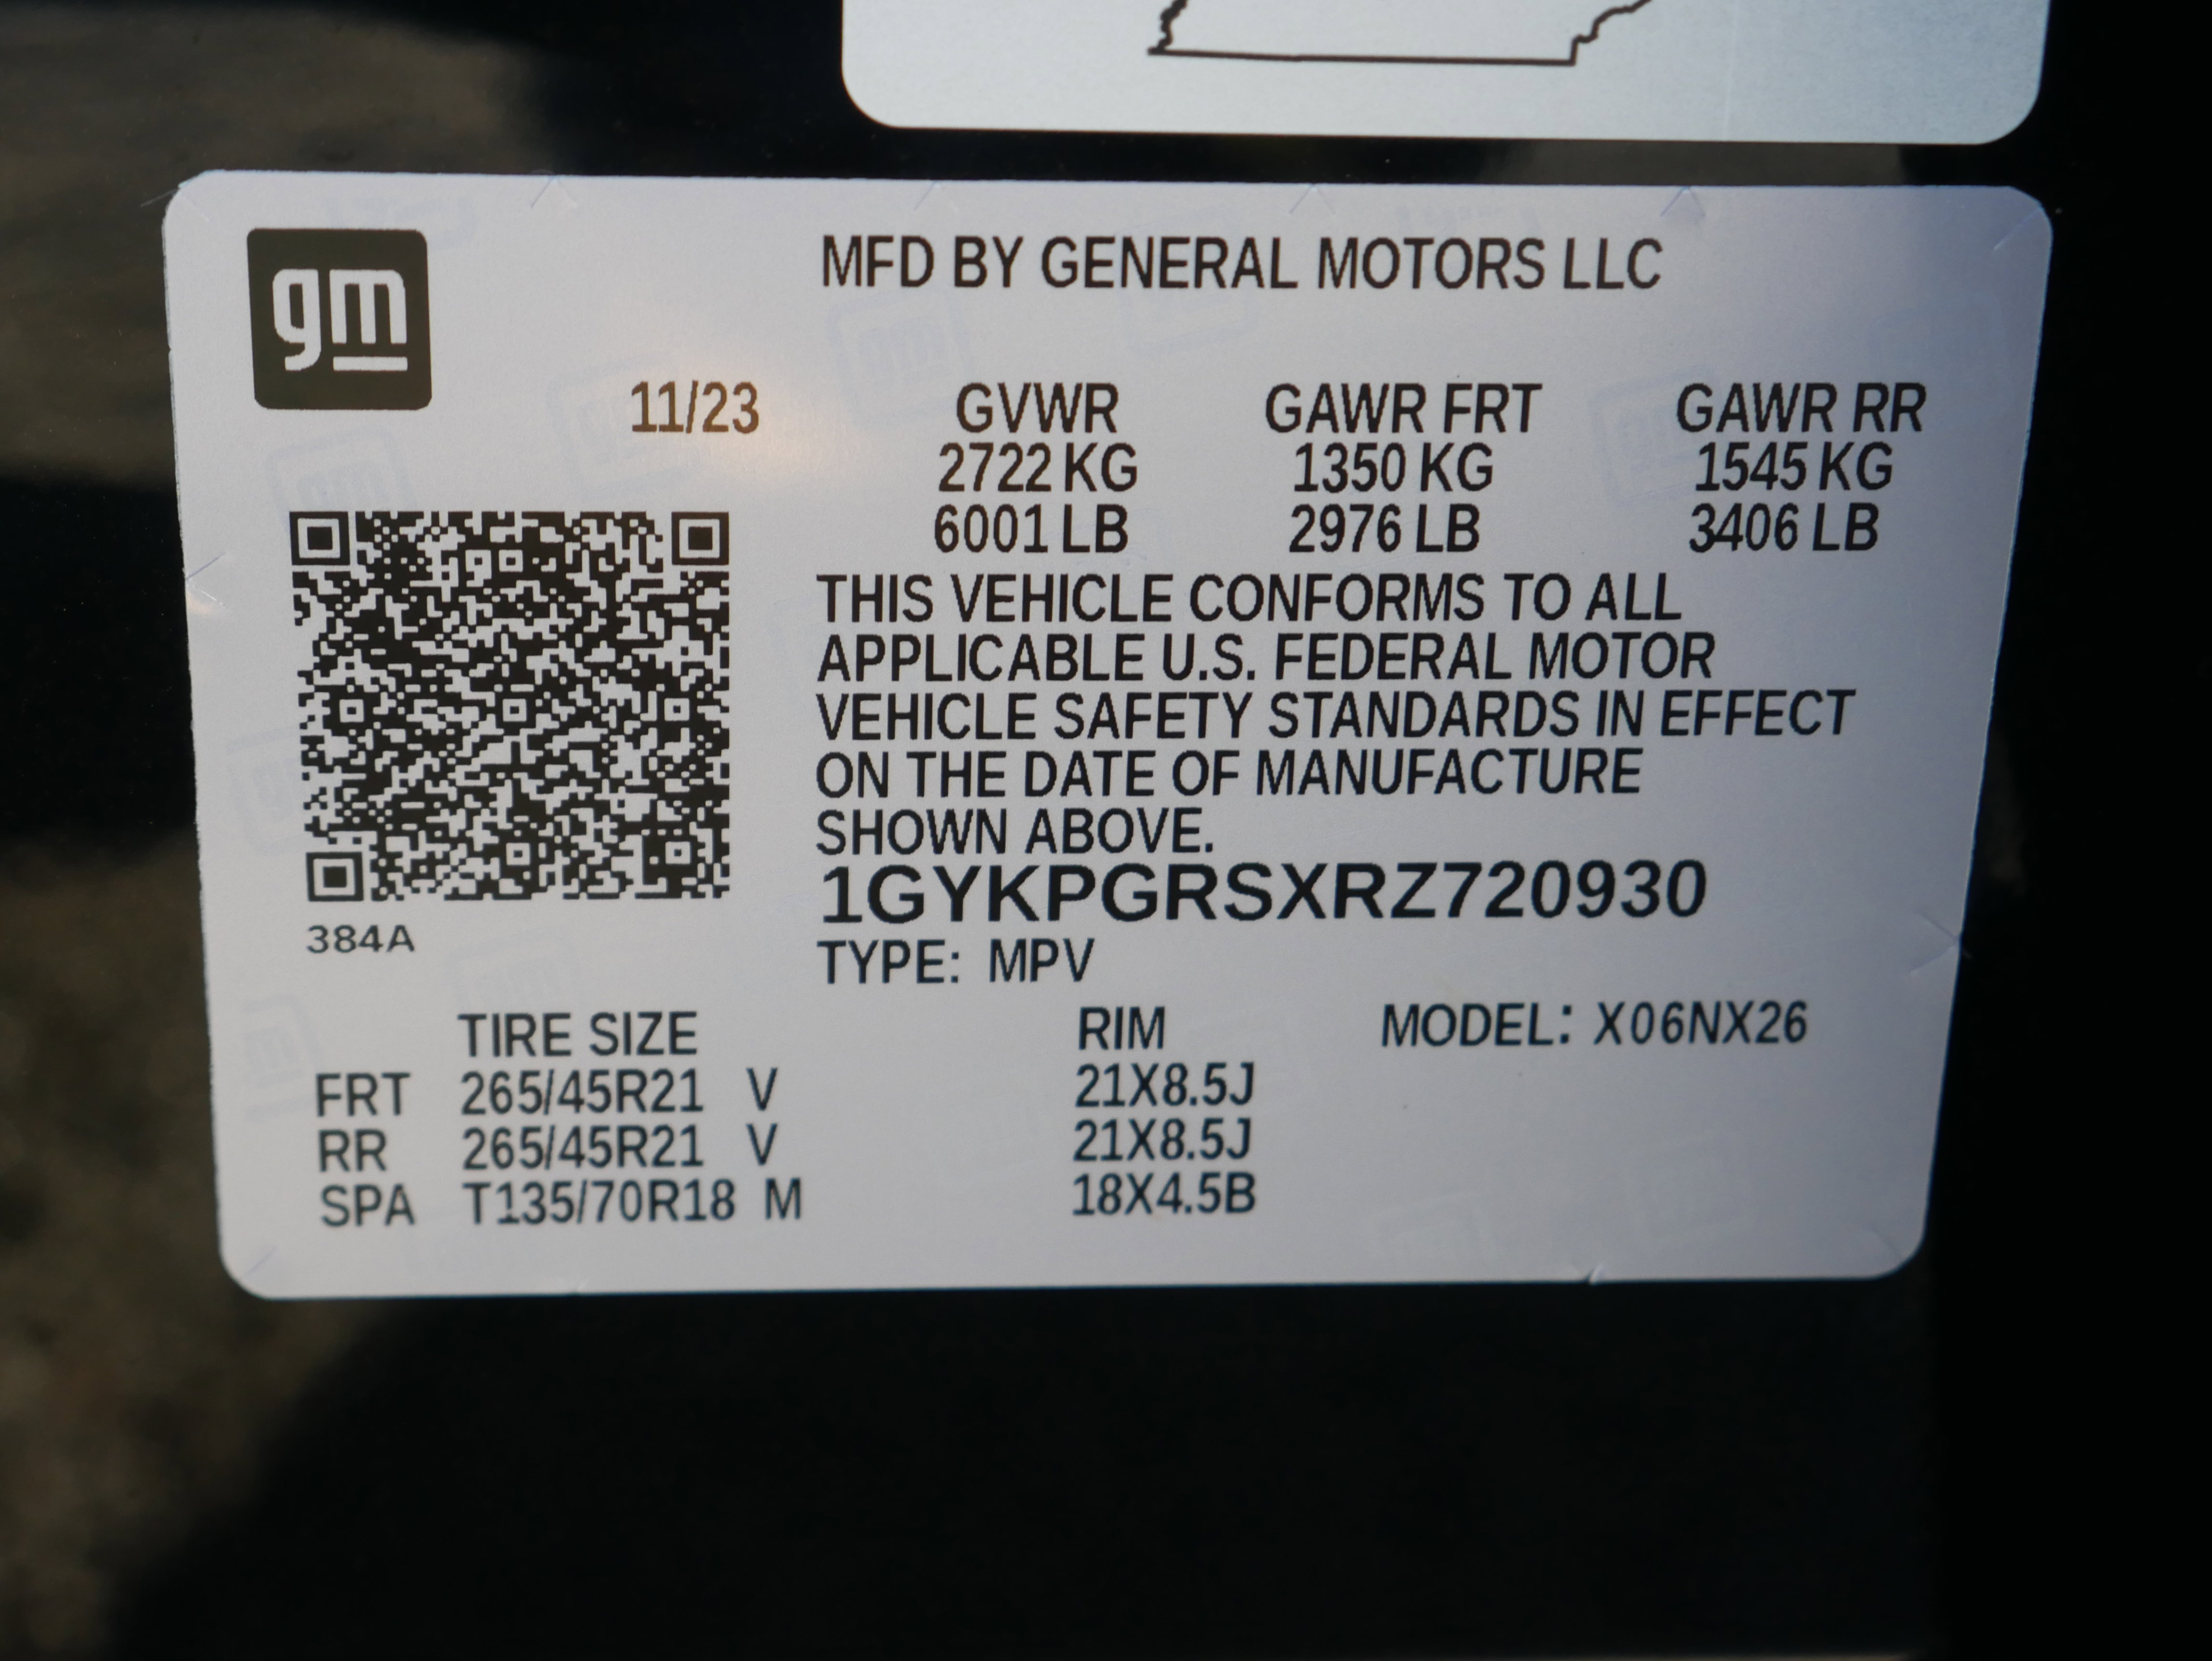 gm
MFD BY GENERAL MOTORS LLC
11/23 GVWR GAWR FRT GAWR RR
2722 KG 1350 KG 1545 KG
6001 LB 2976 LB 3406 LB
THIS VEHICLE CONFORMS TO ALL
APPLICABLE U.S. FEDERAL MOTOR
VEHICLE SAFETY STANDARDS IN EFFECT
ON THE DATE OF MANUFACTURE
SHOWN ABOVE.
1GYKPGRSXRZ720930
384A
TYPE: MPV
TIRE SIZE RIM MODEL: X06NX26
FRT 265/45R21 V 21X8.5J
RR 265/45R21 V 21X8.5J
SPA T135/70R18 M 18X4.5B